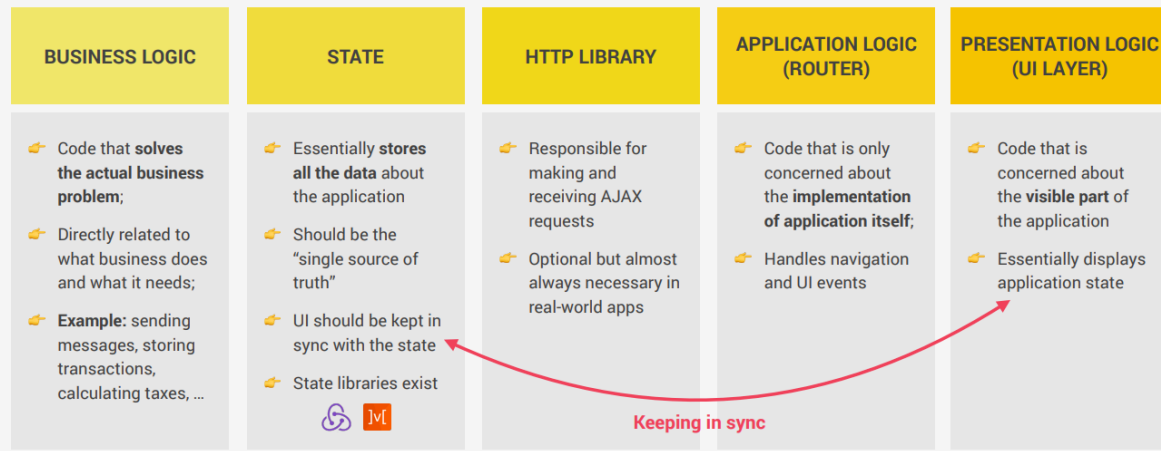 BUSINESS LOGIC
Code that solves
the actual business
problem;
Directly related to
what business does
and what it needs;
Example: sending
messages, storing
transactions,
calculating taxes, …
STATE
Essentially stores
all the data about
the application
Should be the
“single source of
truth”
UI should be kept in
sync with the state
State libraries exist
]v[
HTTP LIBRARY
Responsible for
making and
receiving AJAX
requests
Optional but almost
always necessary in
real-world apps
APPLICATION LOGIC
(ROUTER)
Code that is only
concerned about
the implementation
of application itself;
Handles navigation
and UI events
PRESENTATION LOGIC
(UI LAYER)
Code that is
concerned about
the visible part of
the application
Essentially displays
application state
Keeping in sync